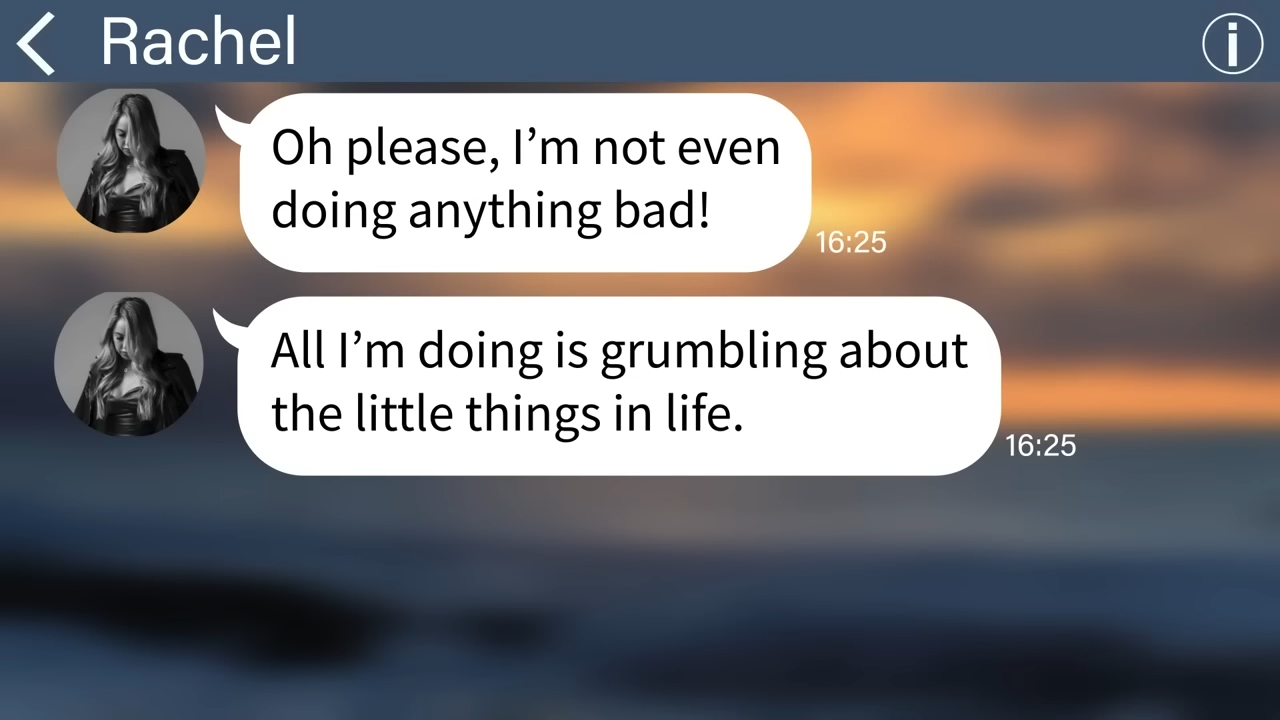 Rachel
Oh please, I’m not even
doing anything bad!
16:25
All I’m doing is grumbling about
the little things in life.
16:25